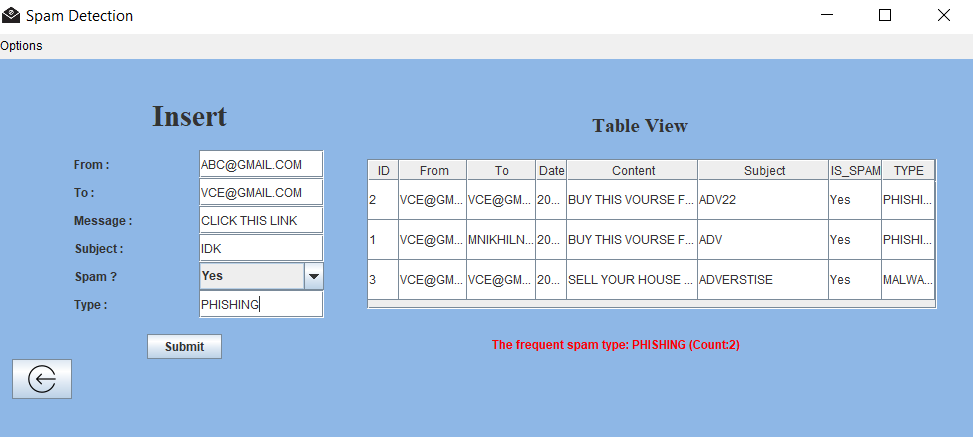 Spam Detection
Options
Insert
From : ABC@GMAIL.COM
To : VCE@GMAIL.COM
Message : CLICK THIS LINK
Subject : IDK
Spam ? Yes
Type : PHISHING
Submit
Table View
ID From To Date Content Subject IS_SPAM TYPE
2 VCE@GM... VCE@GM... 20... BUY THIS VOURSE F... ADV22 Yes PHISHI...
1 VCE@GM... MNIKHILN... 20... BUY THIS VOURSE F... ADV Yes PHISHI...
3 VCE@GM... VCE@GM... 20... SELL YOUR HOUSE ... ADVERSTISE Yes MALWA...
The frequent spam type: PHISHING (Count:2)